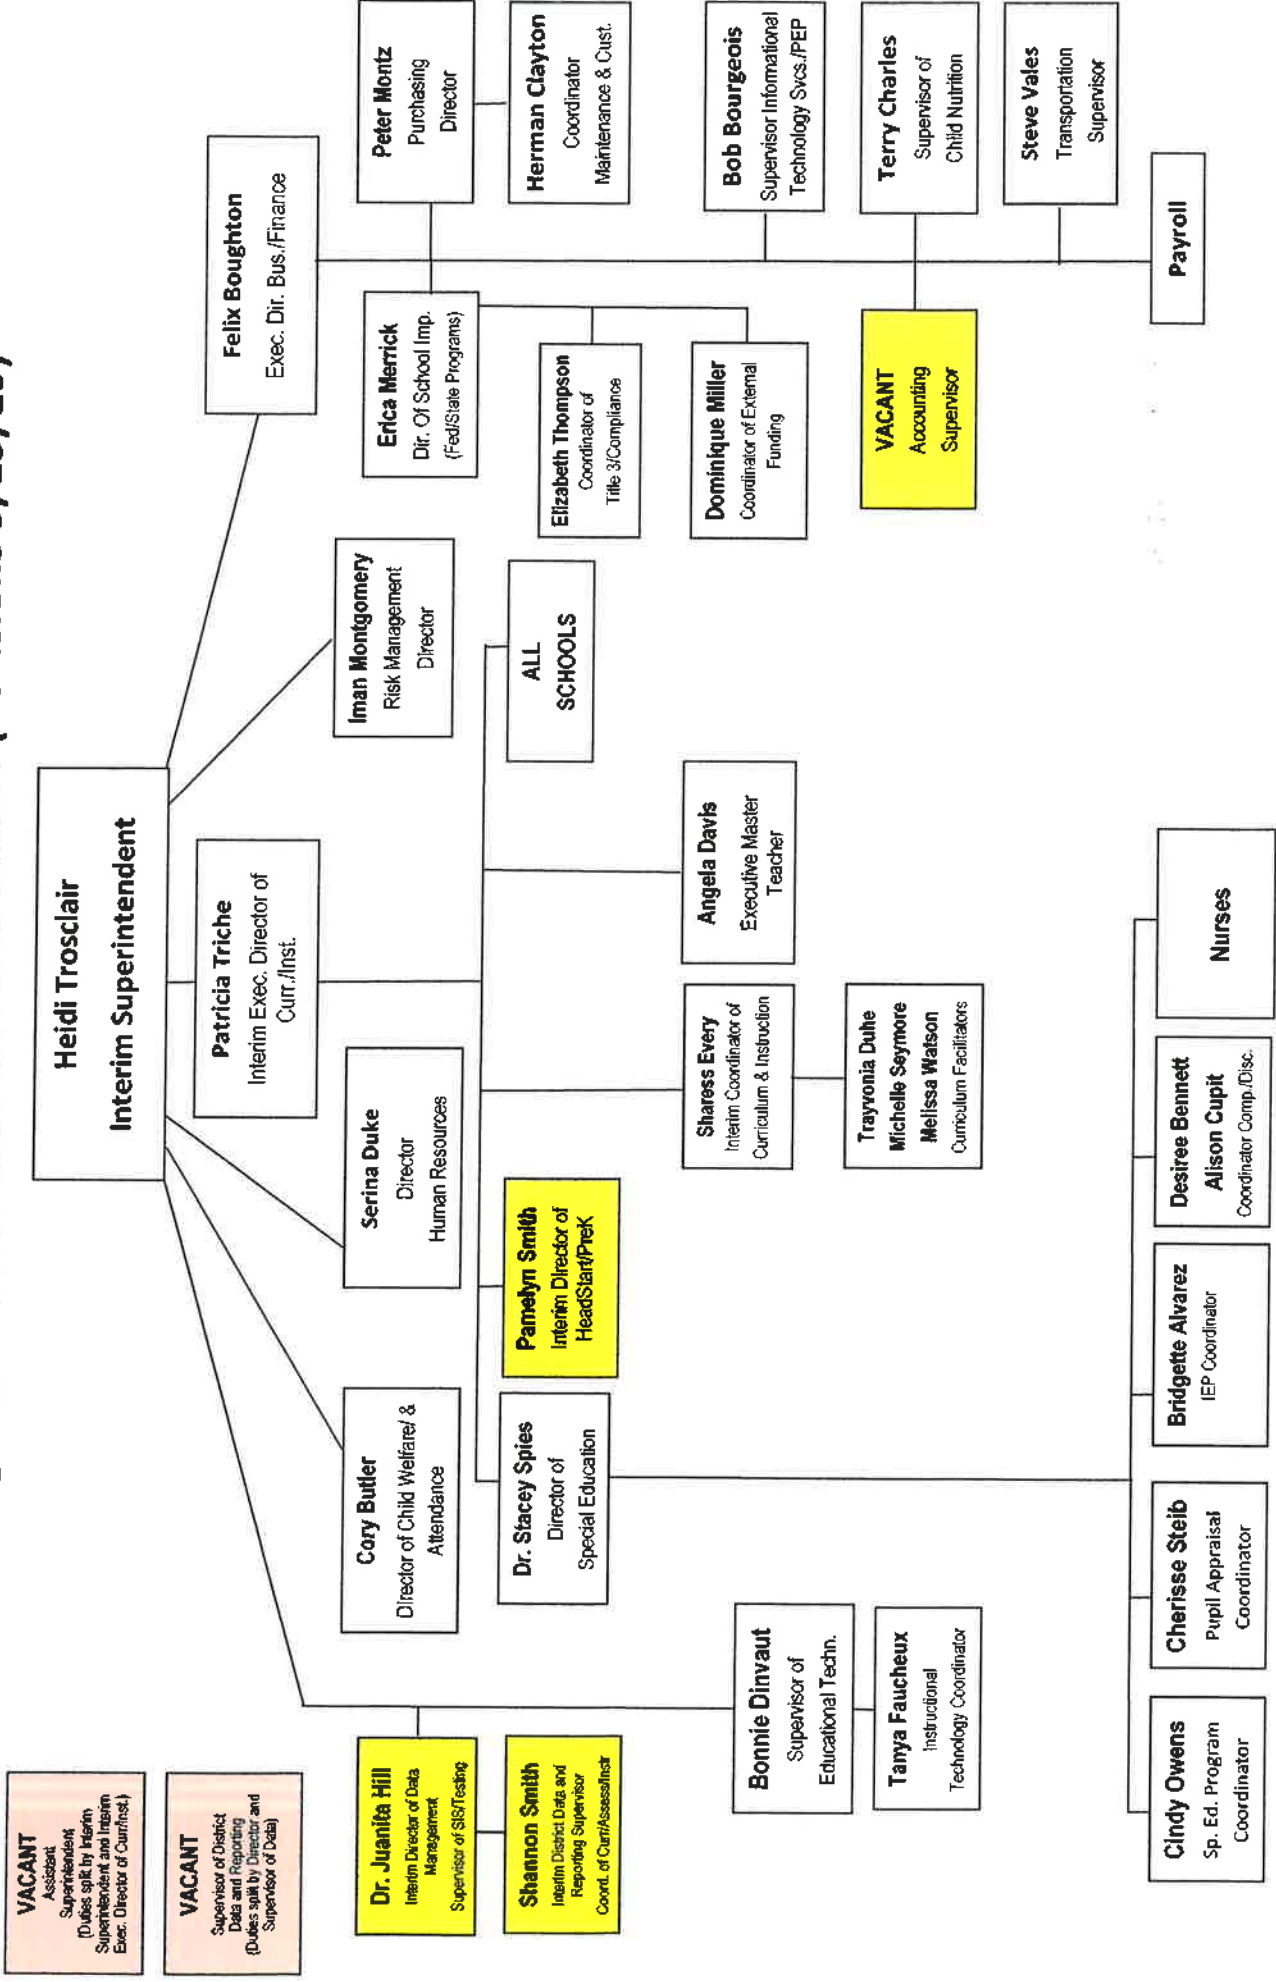 Heidi Trosclair
Interim Superintendent
VACANT
Assistant
Superintendent
(Duties split by Interim
Superintendent and Interim
Exec. Director of Curr/Inst.)
VACANT
Supervisor of District
Data and Reporting
(Duties split by Director and
Supervisor of Data)
Patricia Triche
Interim Exec. Director of
Curr./Inst.
Felix Boughton
Exec. Dir. Bus./Finance
Dr. Juanita Hill
Interim Director of Data
Management
Supervisor of SIS/Testing
Cory Butler
Director of Child Welfare/ &
Attendance
Serina Duke
Director
Human Resources
Iman Montgomery
Risk Management
Director
Erica Merrick
Dir. Of School Imp.
(Fed/State Programs)
Peter Montz
Purchasing
Director
Shannon Smith
Interim District Data and
Reporting Supervisor
Coord. of Curr/Assess/Instr
Dr. Stacey Spies
Director of
Special Education
Pamelyn Smith
Interim Director of
HeadStart/PreK
ALL
SCHOOLS
Elizabeth Thompson
Coordinator of
Title 3/Compliance
Herman Clayton
Coordinator
Maintenance & Cust.
Bonnie Dinvaut
Supervisor of
Educational Techn.
Sharess Every
Interim Coordinator of
Curriculum & Instruction
Angela Davis
Executive Master
Teacher
Dominique Miller
Coordinator of External
Funding
Bob Bourgeois
Supervisor Informational
Technology Svcs./PEP
Tanya Faucheux
Instructional
Technology Coordinator
Trayvonia Duhe
Michelle Seymore
Melissa Watson
Curriculum Facilitators
VACANT
Accounting
Supervisor
Terry Charles
Supervisor of
Child Nutrition
Steve Vales
Transportation
Supervisor
Cindy Owens
Sp. Ed. Program
Coordinator
Cherisse Steib
Pupil Appraisal
Coordinator
Bridgette Alvarez
IEP Coordinator
Desiree Bennett
Alison Cupit
Coordinator Comp./Disc.
Nurses
Payroll